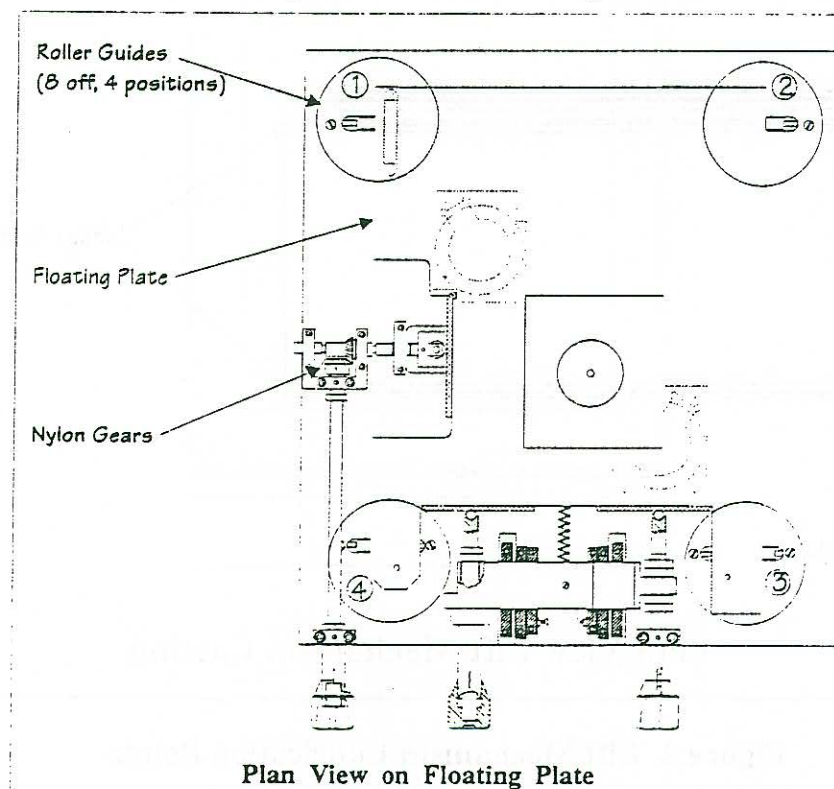 Roller Guides
(8 off, 4 positions)
1
2
Floating Plate
Nylon Gears
4
3
Plan View on Floating Plate